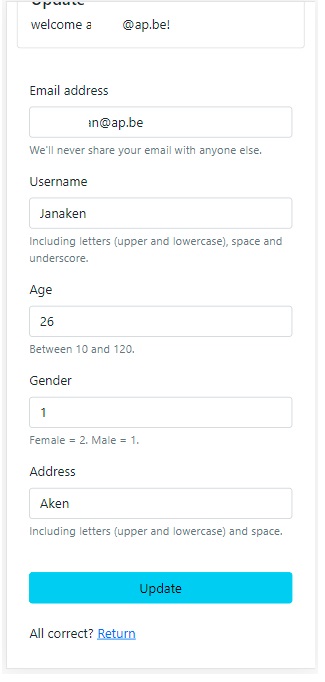 Update
welcome a @ap.be!
Email address
an@ap.be
We'll never share your email with anyone else.
Username
Janaken
Including letters (upper and lowercase), space and
underscore.
Age
26
Between 10 and 120.
Gender
1
Female = 2. Male = 1.
Address
Aken
Including letters (upper and lowercase) and space.
Update
All correct? Return